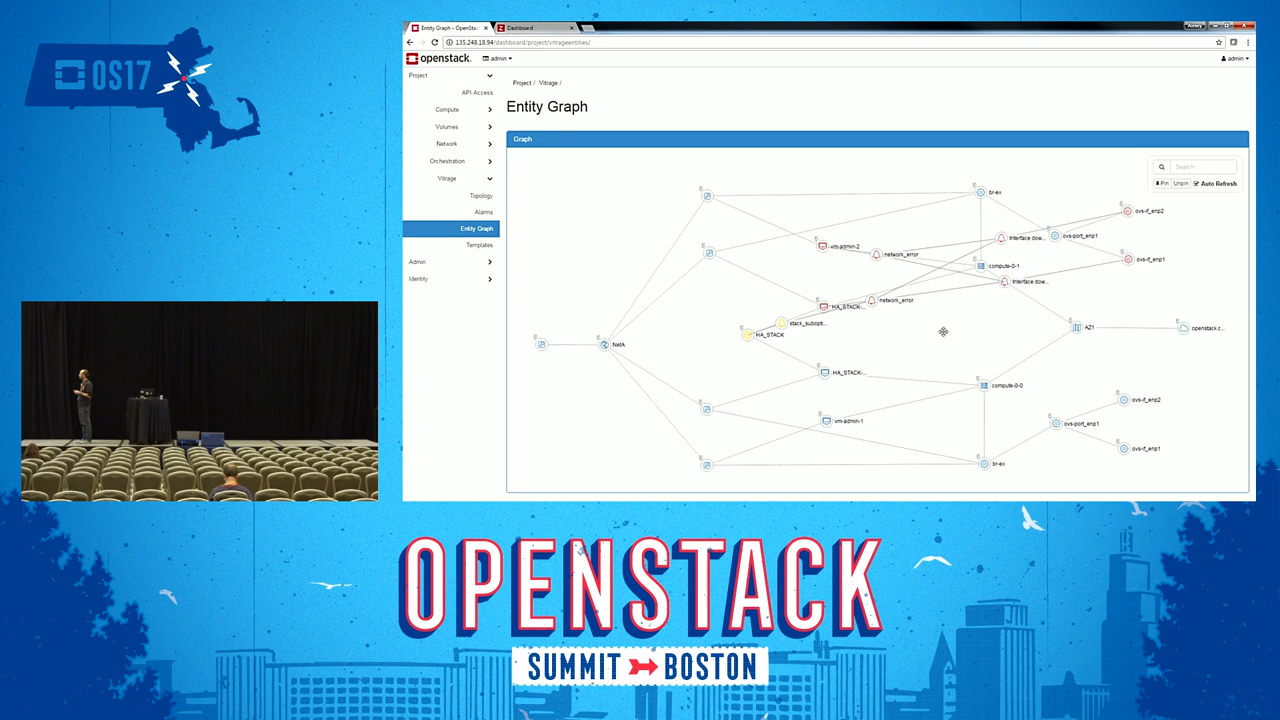 OS17
Entity Graph - OpenSta:
Dashboard
135.248.18.94/dashboard/project/vitrageentities/
openstack.
admin
admin
Project
API Access
Compute
Volumes
Network
Orchestration
Vitrage
Topology
Alarms
Entity Graph
Templates
Admin
Identity
Project / Vitrage /
Entity Graph
Graph
Search
Pin Unpin Auto Refresh
br-ex
ovs-if_enp2
ovs-port_enp1
Interface dow...
vm-admin-2
network_error
ovs-if_enp1
compute-0-1
Interface dow...
network_error
HA_STACK-...
stack_subopti...
HA_STACK
AZ1
openstack.c...
NetA
HA_STACK-...
compute-0-0
ovs-if_enp2
vm-admin-1
ovs-port_enp1
ovs-if_enp1
br-ex
OPENSTACK
SUMMIT BOSTON